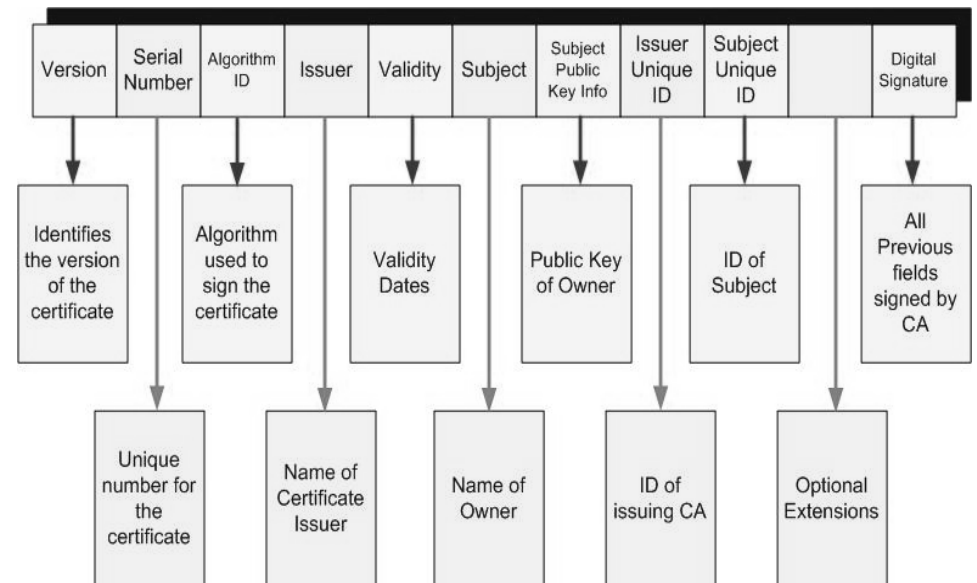 Version
Serial
Number
Algorithm
ID
Issuer
Validity
Subject
Subject
Public
Key Info
Issuer
Unique
ID
Subject
Unique
ID
Digital
Signature
Identifies
the version
of the
certificate
Algorithm
used to
sign the
certificate
Validity
Dates
Public Key
of Owner
ID of
Subject
All
Previous
fields
signed by
CA
Unique
number for
the
certificate
Name of
Certificate
Issuer
Name of
Owner
ID of
issuing CA
Optional
Extensions